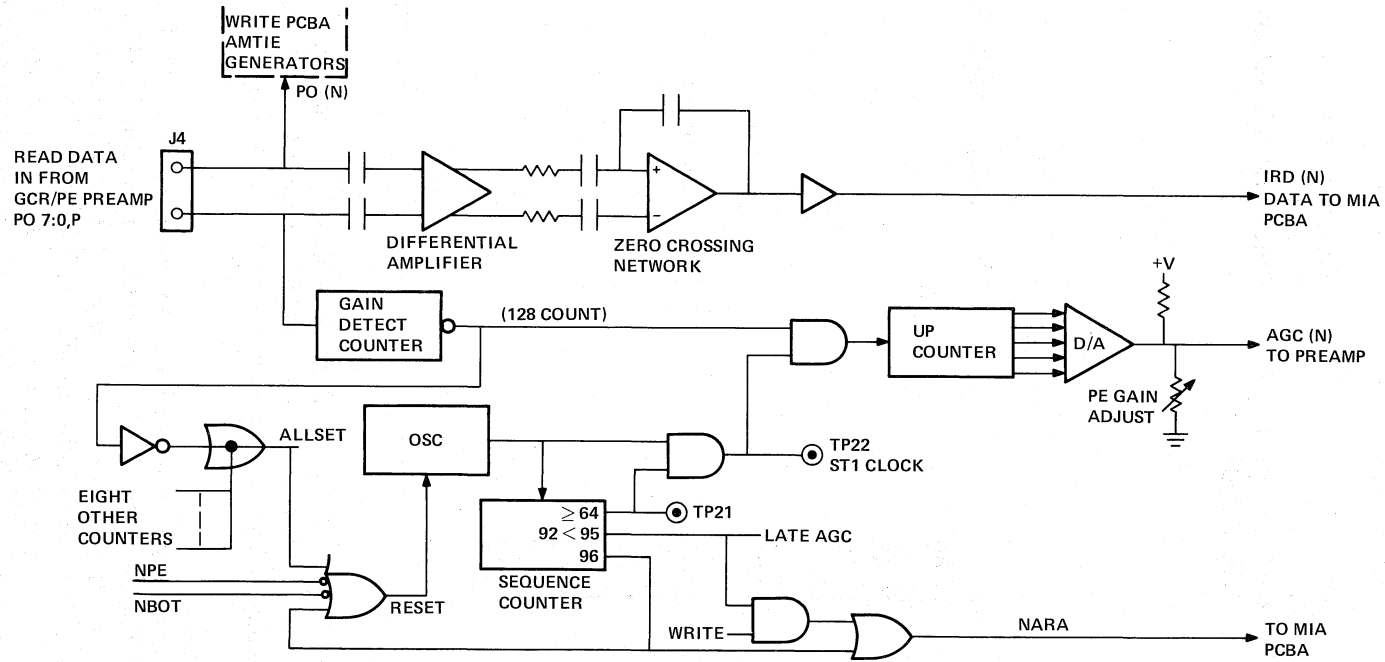 WRITE PCBA
AMTIE
GENERATORS
PO (N)
J4
READ DATA
IN FROM
GCR/PE PREAMP
PO 7:0,P
+
−
DIFFERENTIAL
AMPLIFIER
ZERO CROSSING
NETWORK
IRD (N)
DATA TO MIA
PCBA
GAIN
DETECT
COUNTER
(128 COUNT)
UP
COUNTER
D/A
+V
AGC (N)
TO PREAMP
PE GAIN
ADJUST
ALLSET
OSC
TP22
ST1 CLOCK
EIGHT
OTHER
COUNTERS
≥ 64
92 < 95
96
TP21
LATE AGC
SEQUENCE
COUNTER
NPE
NBOT
RESET
WRITE
NARA
TO MIA
PCBA